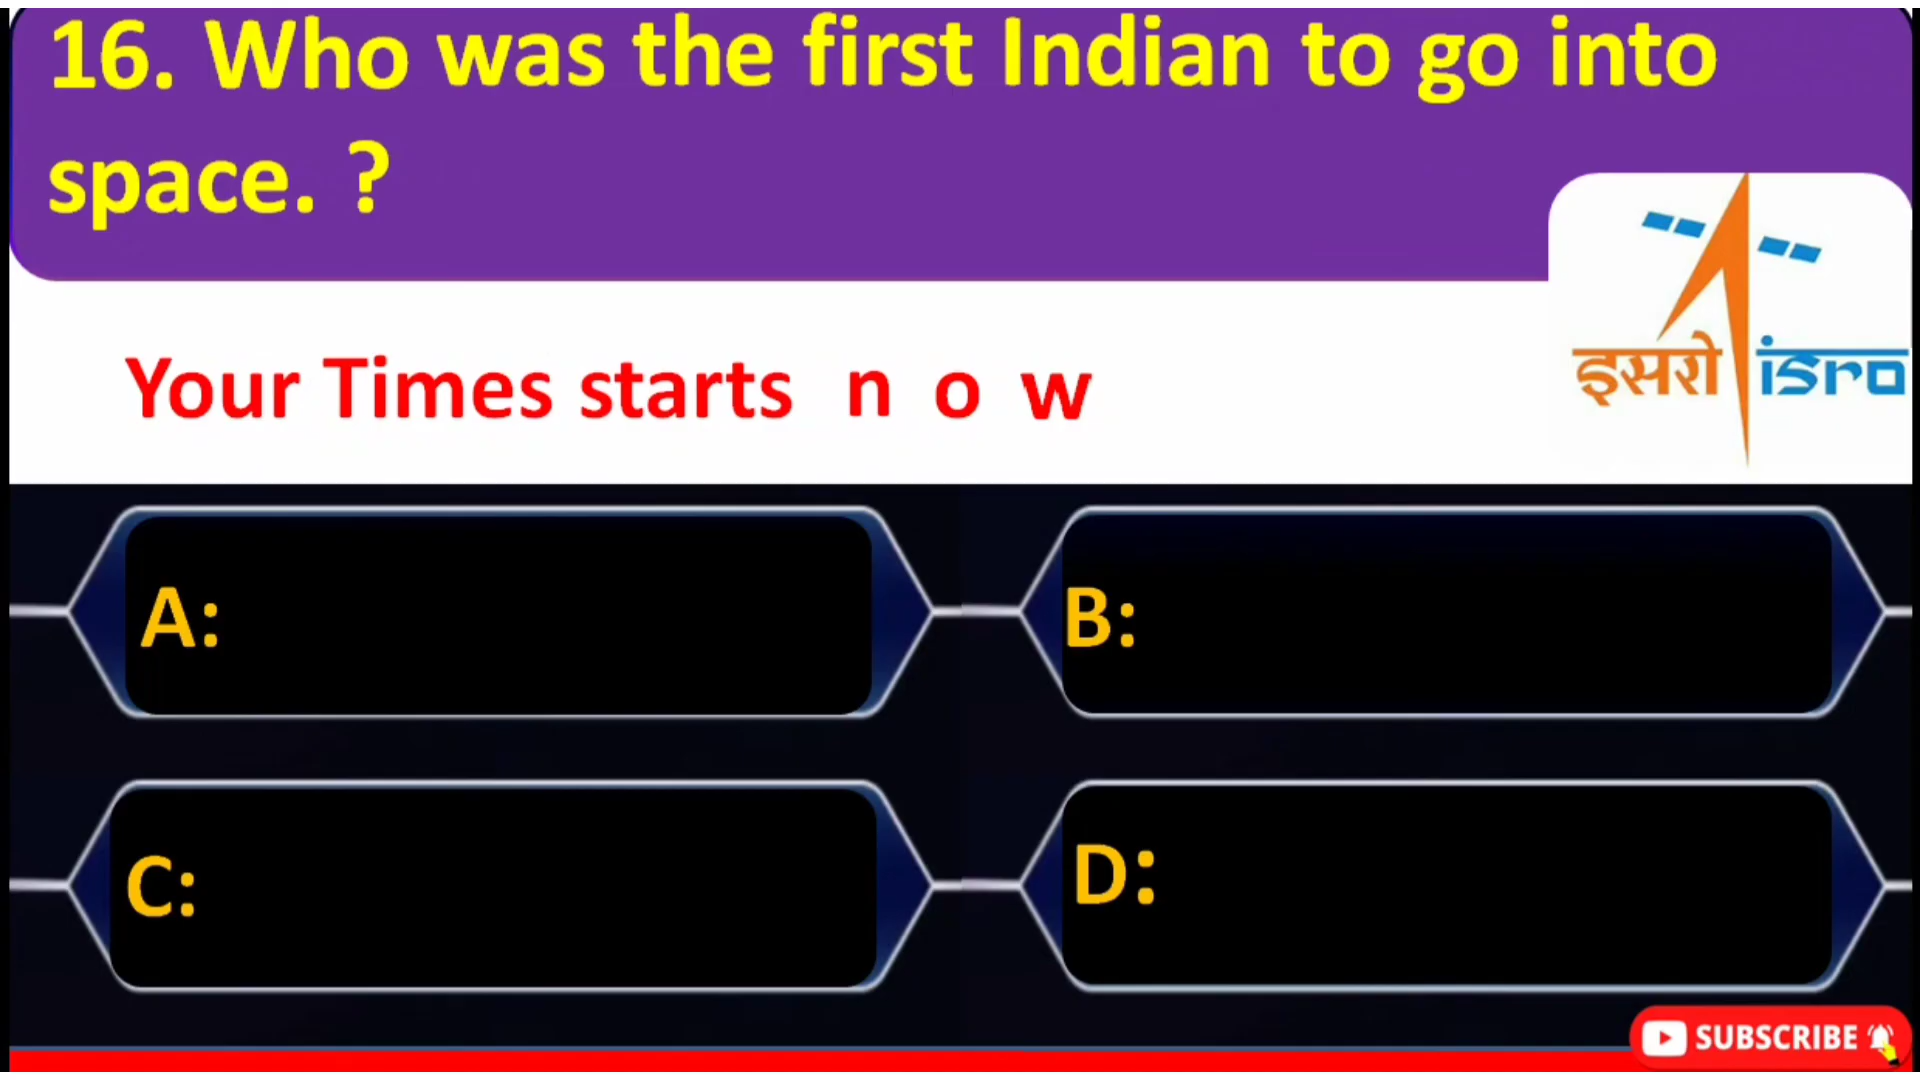 16. Who was the first Indian to go into
space. ?
Your Times starts n o w
इसरो isro
A:
B:
C:
D:
SUBSCRIBE